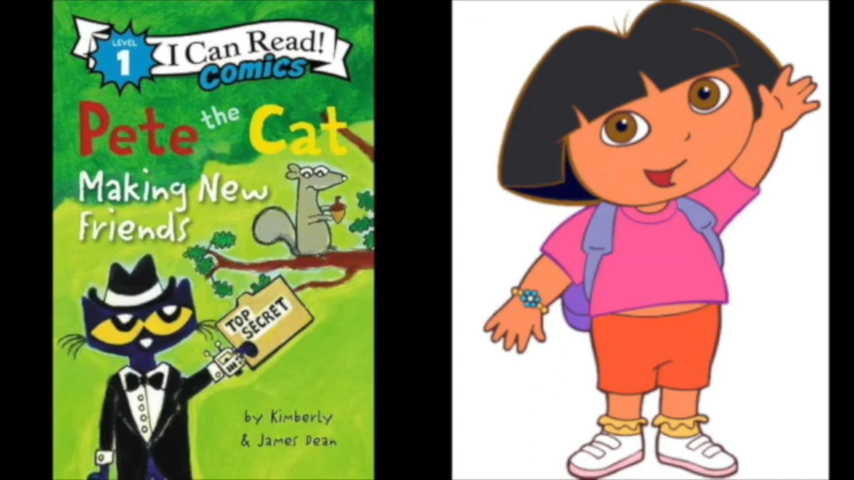 LEVEL
1
I Can Read!
Comics
Pete the Cat
Making New
Friends
TOP
SECRET
by Kimberly
& James Dean